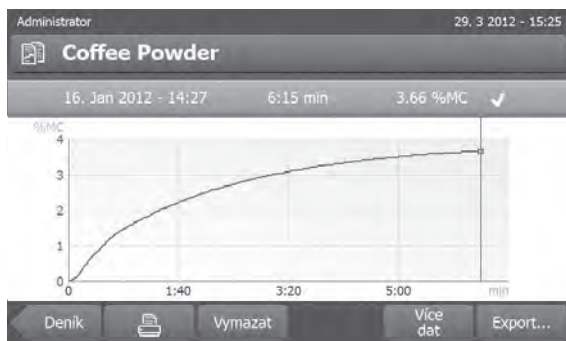 Administrator 29. 3 2012 - 15:25
Coffee Powder
16. Jan 2012 - 14:27 6:15 min 3.66 %MC ✓
%MC
4
3
2
1
0
0 1:40 3:20 5:00 min
Deník Vymazat Více dat Export...